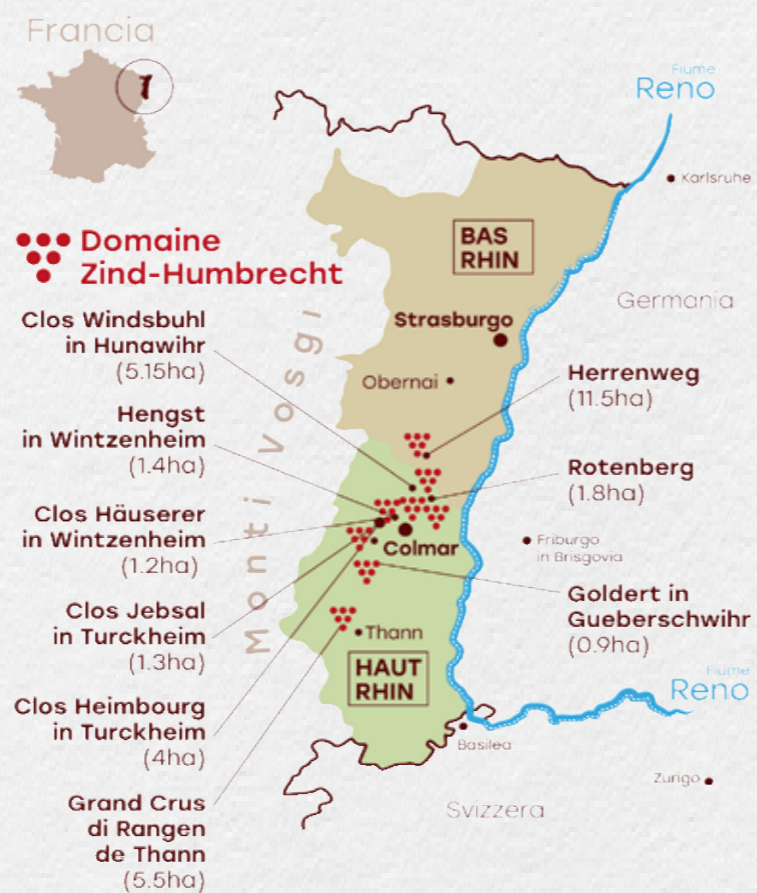 Francia
Fiume
Reno
Karlsruhe
Domaine
Zind-Humbrecht
BAS
RHIN
Germania
Clos Windsbuhl
in Hunawihr
(5.15ha)
Monti Vosgi
Strasburgo
Obernai
Herrenweg
(11.5ha)
Hengst
in Wintzenheim
(1.4ha)
Rotenberg
(1.8ha)
Clos Häuserer
in Wintzenheim
(1.2ha)
Colmar
Friburgo
in Brisgovia
Goldert in
Gueberschwihr
(0.9ha)
Clos Jebsal
in Turckheim
(1.3ha)
Thann
HAUT
RHIN
Fiume
Reno
Clos Heimbourg
in Turckheim
(4ha)
Basilea
Zurigo
Grand Crus
di Rangen
de Thann
(5.5ha)
Svizzera